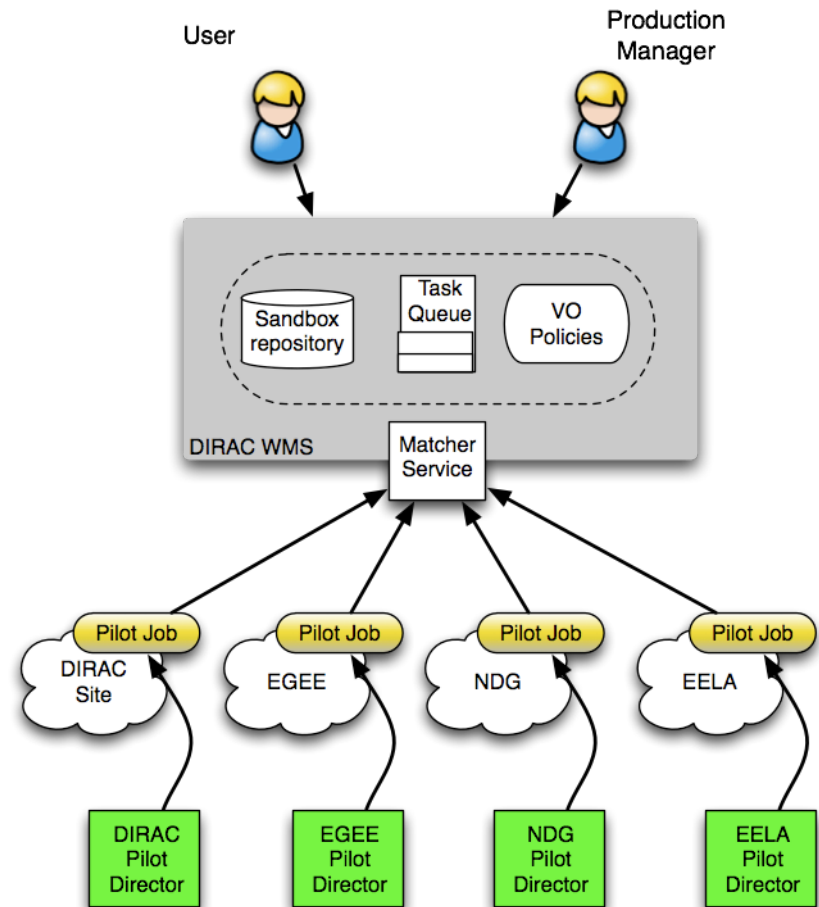 User
Production
Manager
Sandbox
repository
Task
Queue
VO
Policies
DIRAC WMS
Matcher
Service
Pilot Job
Pilot Job
Pilot Job
Pilot Job
DIRAC
Site
EGEE
NDG
EELA
DIRAC
Pilot
Director
EGEE
Pilot
Director
NDG
Pilot
Director
EELA
Pilot
Director